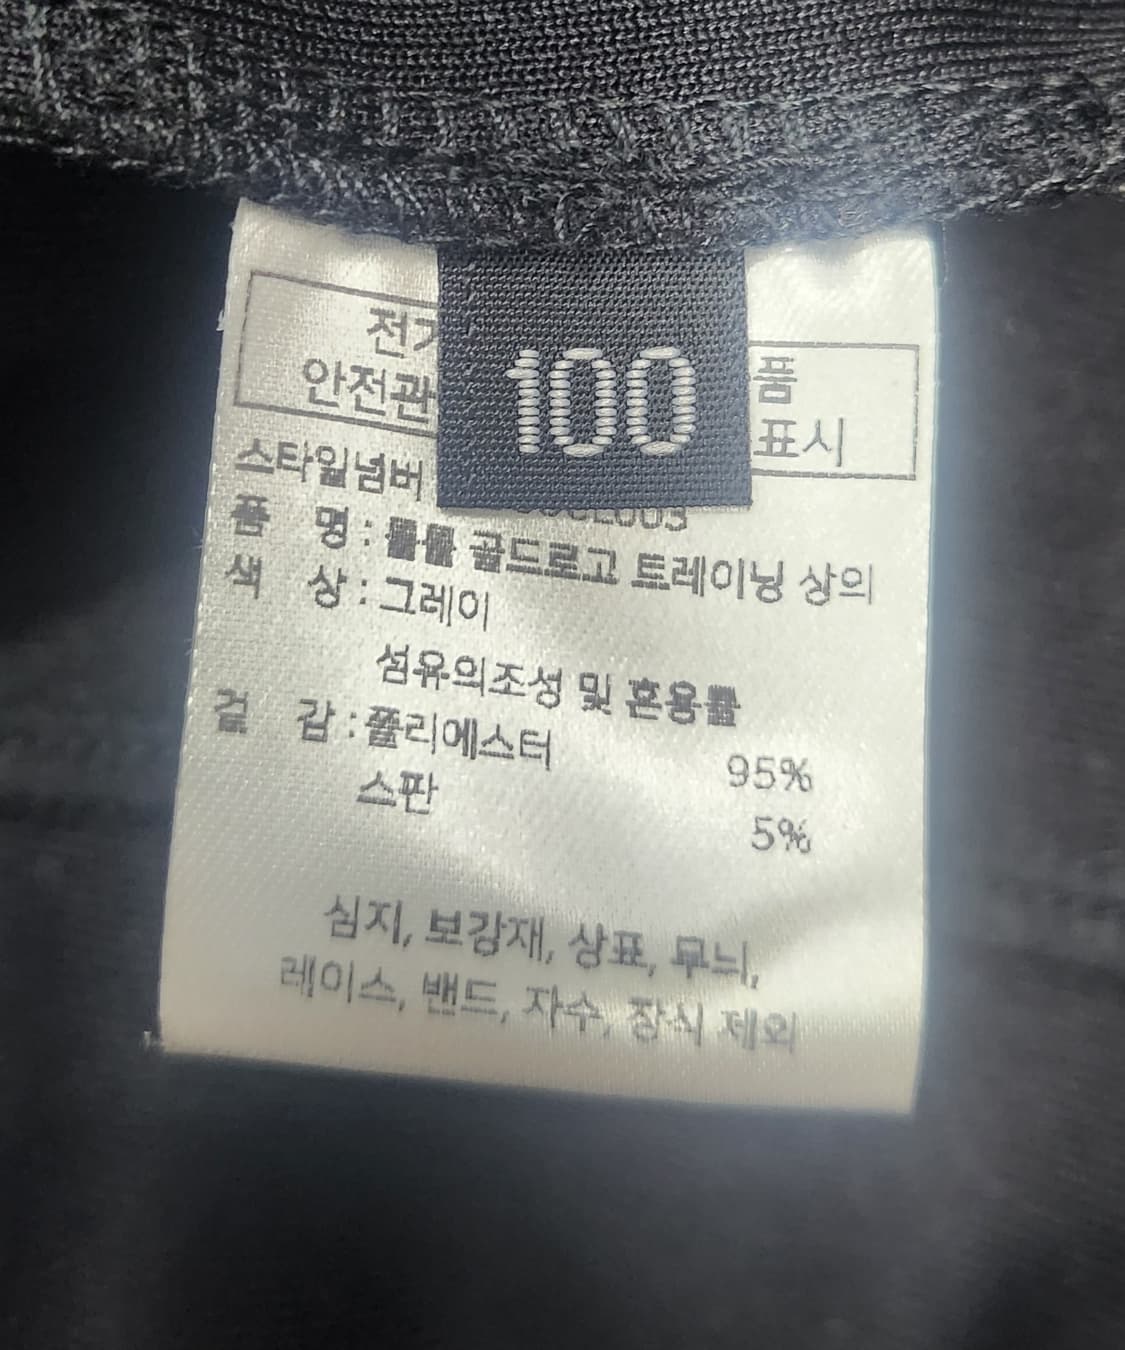 100
전기
품
안전관
표시
스타일넘버
품 명 : 골드로고 트레이닝 상의
색 상 : 그레이
섬유의조성 및 혼용률
겉 감 : 폴리에스터 95%
스판 5%
심지, 보강재, 상표, 무늬,
레이스, 밴드, 자수, 장식 제외